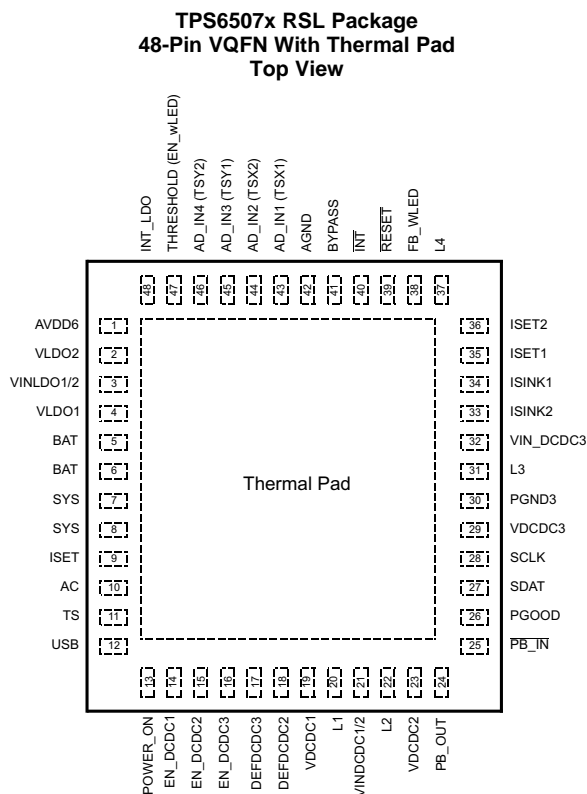 TPS6507x RSL Package
48-Pin VQFN With Thermal Pad
Top View
INT_LDO
THRESHOLD (EN_wLED)
AD_IN4 (TSY2)
AD_IN3 (TSY1)
AD_IN2 (TSX2)
AD_IN1 (TSX1)
AGND
BYPASS
INT
RESET
FB_WLED
L4
48
47
46
45
44
43
42
41
40
39
38
37
AVDD6 1
VLDO2 2
VINLDO1/2 3
VLDO1 4
BAT 5
BAT 6
SYS 7
SYS 8
ISET 9
AC 10
TS 11
USB 12
Thermal Pad
36 ISET2
35 ISET1
34 ISINK1
33 ISINK2
32 VIN_DCDC3
31 L3
30 PGND3
29 VDCDC3
28 SCLK
27 SDAT
26 PGOOD
25 PB_IN
13
14
15
16
17
18
19
20
21
22
23
24
POWER_ON
EN_DCDC1
EN_DCDC2
EN_DCDC3
DEFDCDC3
DEFDCDC2
VDCDC1
L1
VINDCDC1/2
L2
VDCDC2
PB_OUT